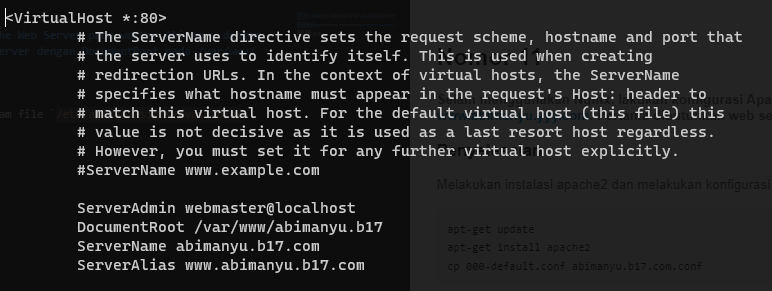 <VirtualHost *:80>
# The ServerName directive sets the request scheme, hostname and port that
# the server uses to identify itself. This is used when creating
# redirection URLs. In the context of virtual hosts, the ServerName
# specifies what hostname must appear in the request's Host: header to
# match this virtual host. For the default virtual host (this file) this
# value is not decisive as it is used as a last resort host regardless.
# However, you must set it for any further virtual host explicitly.
#ServerName www.example.com
ServerAdmin webmaster@localhost
DocumentRoot /var/www/abimanyu.b17
ServerName abimanyu.b17.com
ServerAlias www.abimanyu.b17.com
Melakukan instalasi apache2 dan melakukan konfigurasi
apt-get update
apt-get install apache2
cp 000-default.conf abimanyu.b17.com.conf